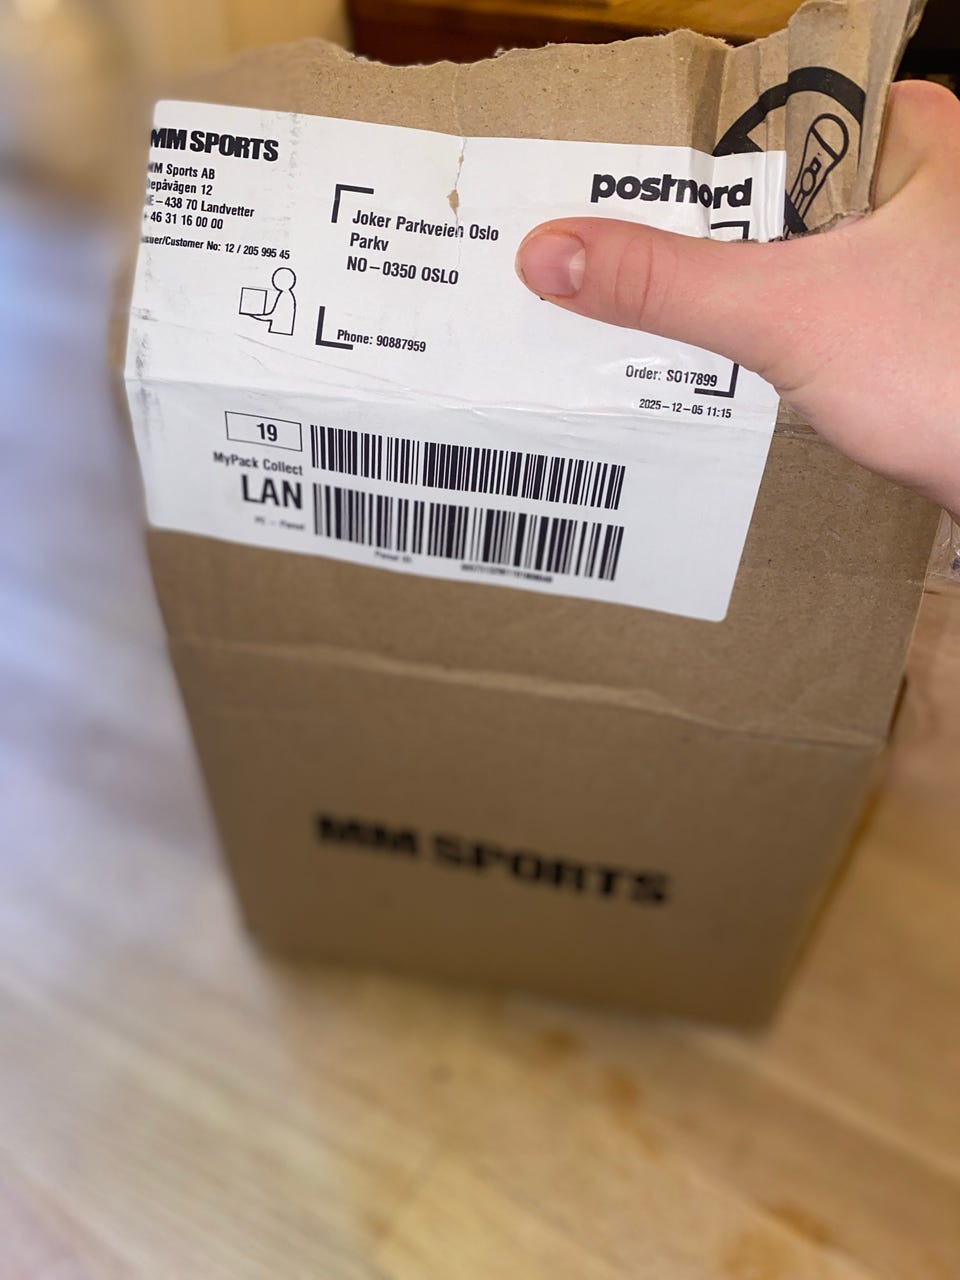 MM SPORTS
MM Sports AB
Depåvägen 12
SE-438 70 Landvetter
+46 31 16 00 00
Issuer/Customer No: 12 / 205 995 45
postnord
Joker Parkveien Oslo
Parkv
NO-0350 OSLO
Phone: 90887959
Order: SO17899
2025-12-05 11:15
19
MyPack Collect
LAN
MM SPORTS